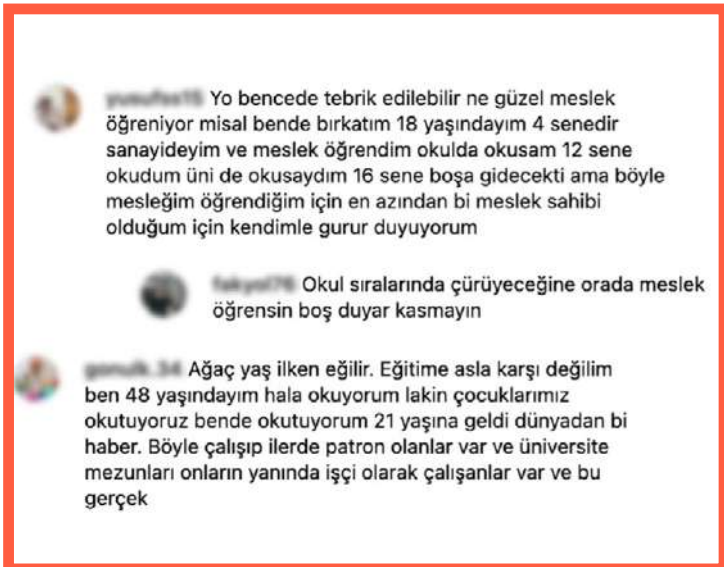 Yo bencede tebrik edilebilir ne güzel meslek
öğreniyor misal bende bırkatım 18 yaşındayım 4 senedir
sanayideyim ve meslek öğrendim okulda okusam 12 sene
okudum üni de okusaydım 16 sene boşa gidecekti ama böyle
mesleğim öğrendiğim için en azından bi meslek sahibi
olduğum için kendimle gurur duyuyorum
Okul sıralarında çürüyeceğine orada meslek
öğrensin boş duyar kasmayın
Ağaç yaş ilken eğilir. Eğitime asla karşı değilim
ben 48 yaşındayım hala okuyorum lakin çocuklarımız
okutuyoruz bende okutuyorum 21 yaşına geldi dünyadan bi
haber. Böyle çalışıp ilerde patron olanlar var ve üniversite
mezunları onların yanında işçi olarak çalışanlar var ve bu
gerçek